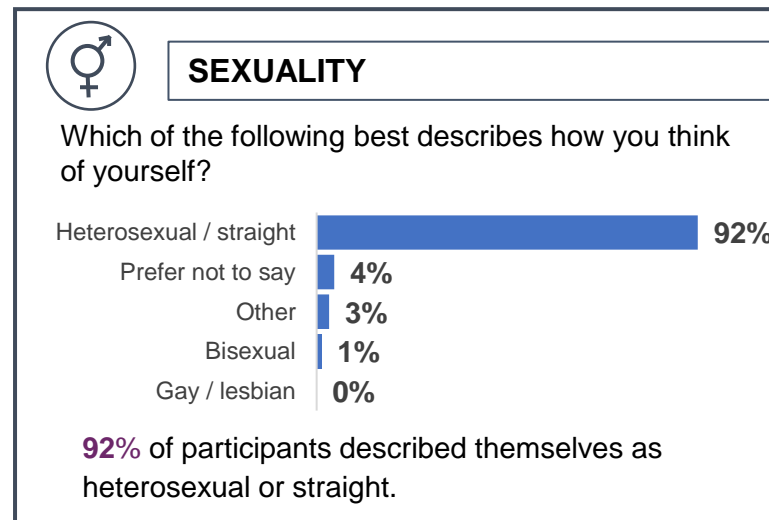 SEXUALITY
Which of the following best describes how you think
of yourself?
Heterosexual / straight 92%
Prefer not to say 4%
Other 3%
Bisexual 1%
Gay / lesbian 0%
92% of participants described themselves as
heterosexual or straight.